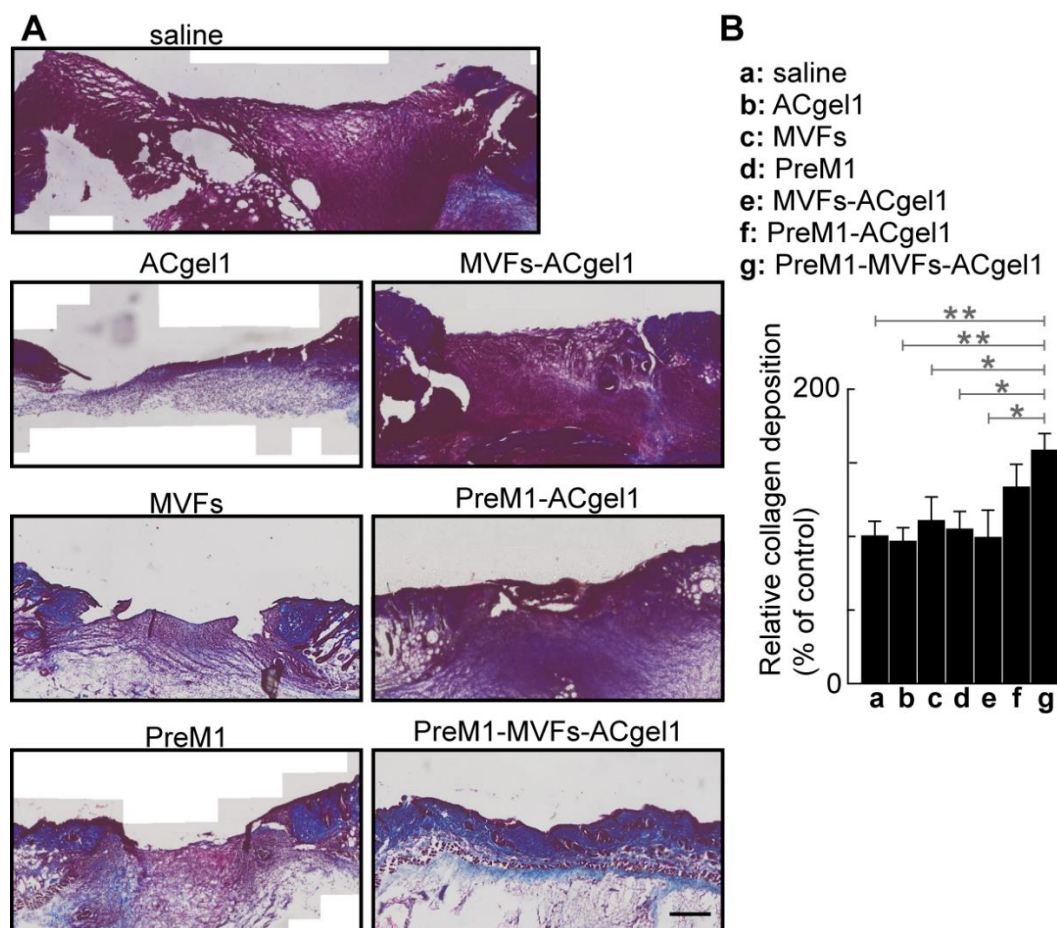 A
saline
ACgel1
MVFs-ACgel1
MVFs
PreM1-ACgel1
PreM1
PreM1-MVFs-ACgel1
B
a: saline
b: ACgel1
c: MVFs
d: PreM1
e: MVFs-ACgel1
f: PreM1-ACgel1
g: PreM1-MVFs-ACgel1
**
**
*
*
*
Relative collagen deposition
(% of control)
200
0
a b c d e f g